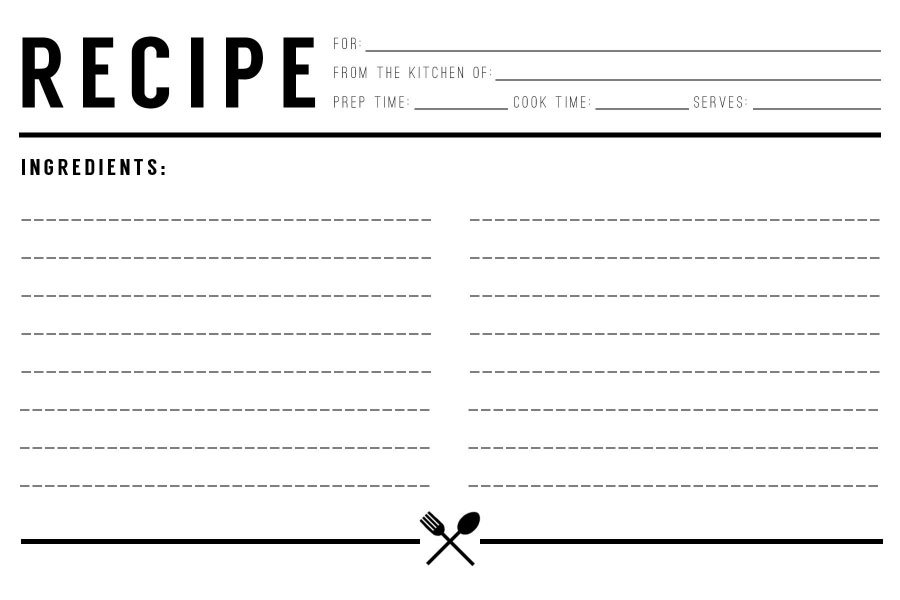 RECIPE
FOR:
FROM THE KITCHEN OF:
PREP TIME: COOK TIME: SERVES:
INGREDIENTS: